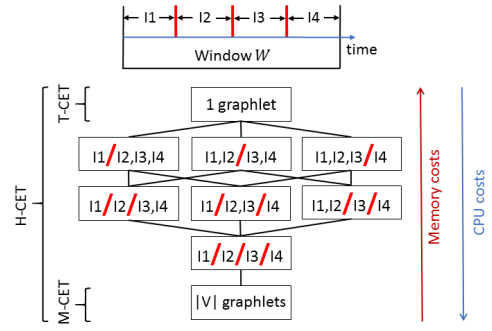 I1 I2 I3 I4
time
Window W
1 graphlet
I1/I2,I3,I4 I1,I2/I3,I4 I1,I2,I3/I4
I1/I2/I3,I4 I1/I2,I3/I4 I1,I2/I3/I4
I1/I2/I3/I4
|V| graphlets
T-CET
H-CET
M-CET
Memory costs
CPU costs